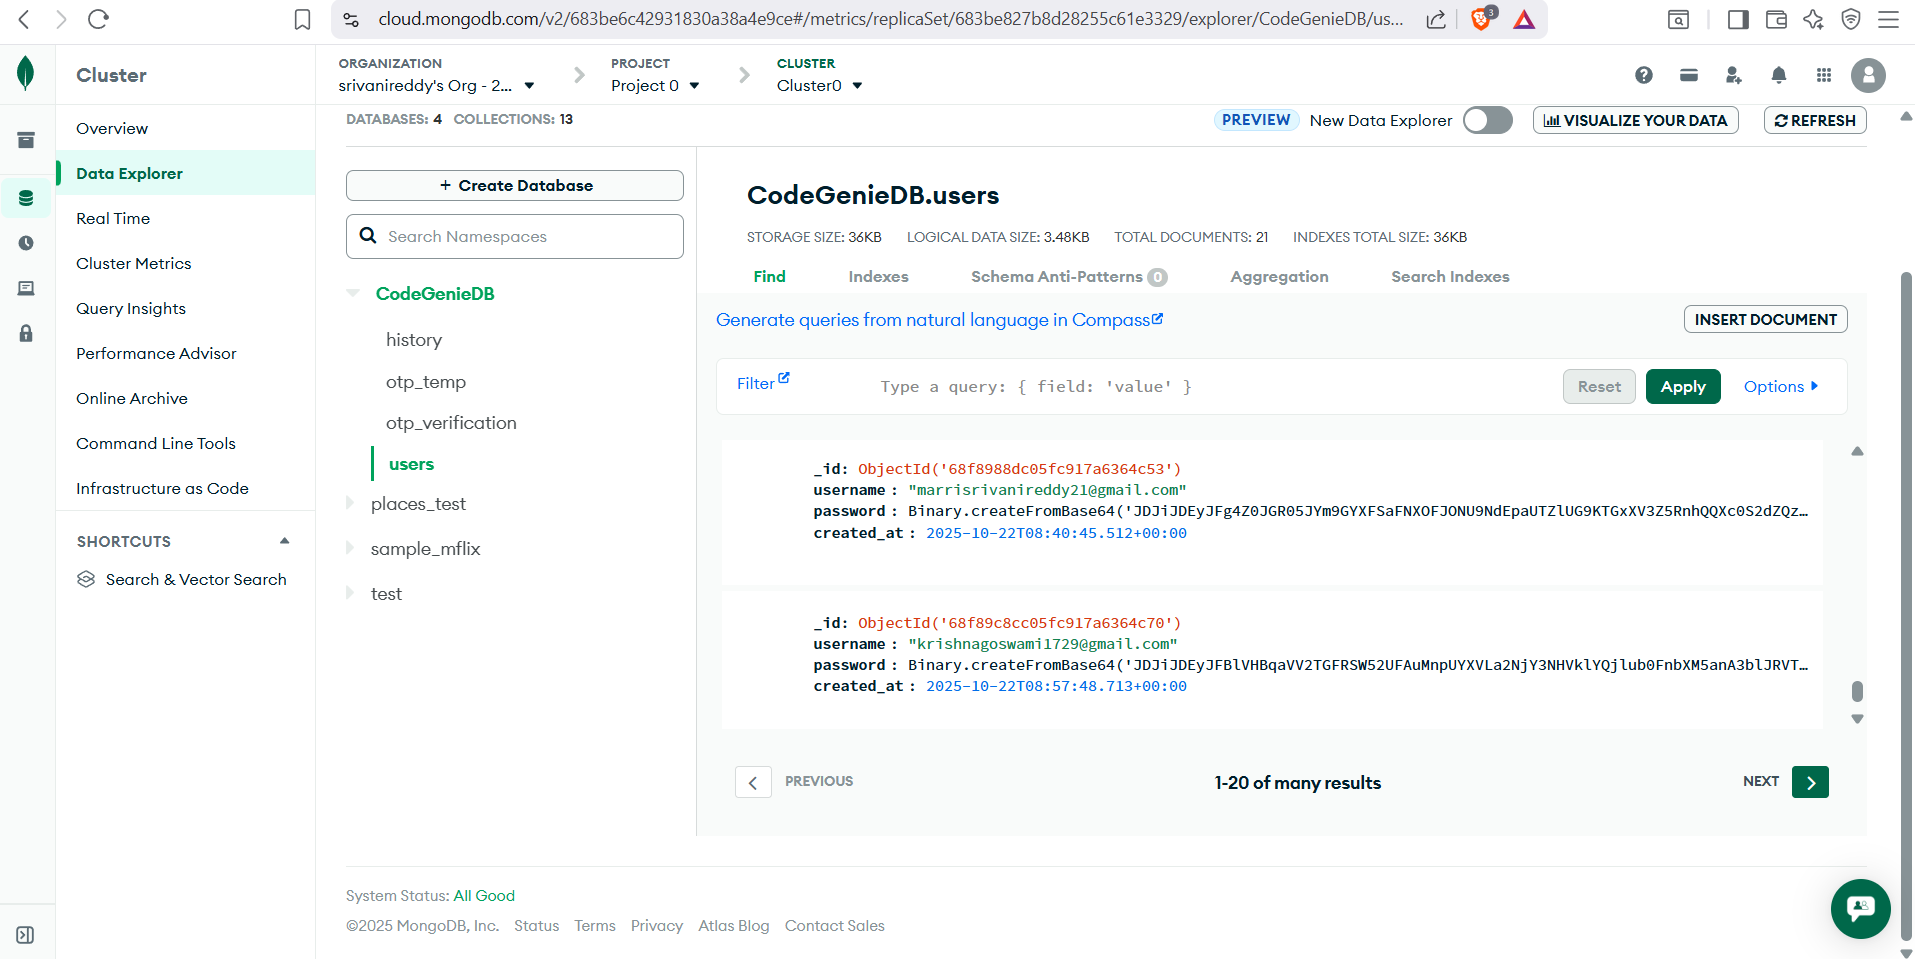 cloud.mongodb.com/v2/683be6c42931830a38a4e9ce#/metrics/replicaSet/683be827b8d28255c61e3329/explorer/CodeGenieDB/us...
3
Cluster
ORGANIZATION
srivanireddy's Org - 2...
PROJECT
Project 0
CLUSTER
Cluster0
Overview
Data Explorer
Real Time
Cluster Metrics
Query Insights
Performance Advisor
Online Archive
Command Line Tools
Infrastructure as Code
SHORTCUTS
Search & Vector Search
DATABASES: 4 COLLECTIONS: 13
PREVIEW New Data Explorer
VISUALIZE YOUR DATA
REFRESH
+ Create Database
Search Namespaces
CodeGenieDB
history
otp_temp
otp_verification
users
places_test
sample_mflix
test
CodeGenieDB.users
STORAGE SIZE: 36KB LOGICAL DATA SIZE: 3.48KB TOTAL DOCUMENTS: 21 INDEXES TOTAL SIZE: 36KB
Find Indexes Schema Anti-Patterns 0 Aggregation Search Indexes
Generate queries from natural language in Compass
INSERT DOCUMENT
Filter
Type a query: { field: 'value' }
Reset Apply Options
_id: ObjectId('68f8988dc05fc917a6364c53')
username : "marrisrivanireddy21@gmail.com"
password : Binary.createFromBase64('JDJiJDEyJFg4Z0JGR05JYm9GYXFSaFNXOFJONU9NdEpaUTZlUG9KTGxXV3Z5RnhQQXc0S2dZQz…
created_at : 2025-10-22T08:40:45.512+00:00
_id: ObjectId('68f89c8cc05fc917a6364c70')
username : "krishnagoswami1729@gmail.com"
password : Binary.createFromBase64('JDJiJDEyJFBlVHBqaVV2TGFRSW52UFAuMnpUYXVLa2NjY3NHVklYQjlub0FnbXM5anA3blJRVT…
created_at : 2025-10-22T08:57:48.713+00:00
PREVIOUS
1-20 of many results
NEXT
System Status: All Good
©2025 MongoDB, Inc. Status Terms Privacy Atlas Blog Contact Sales